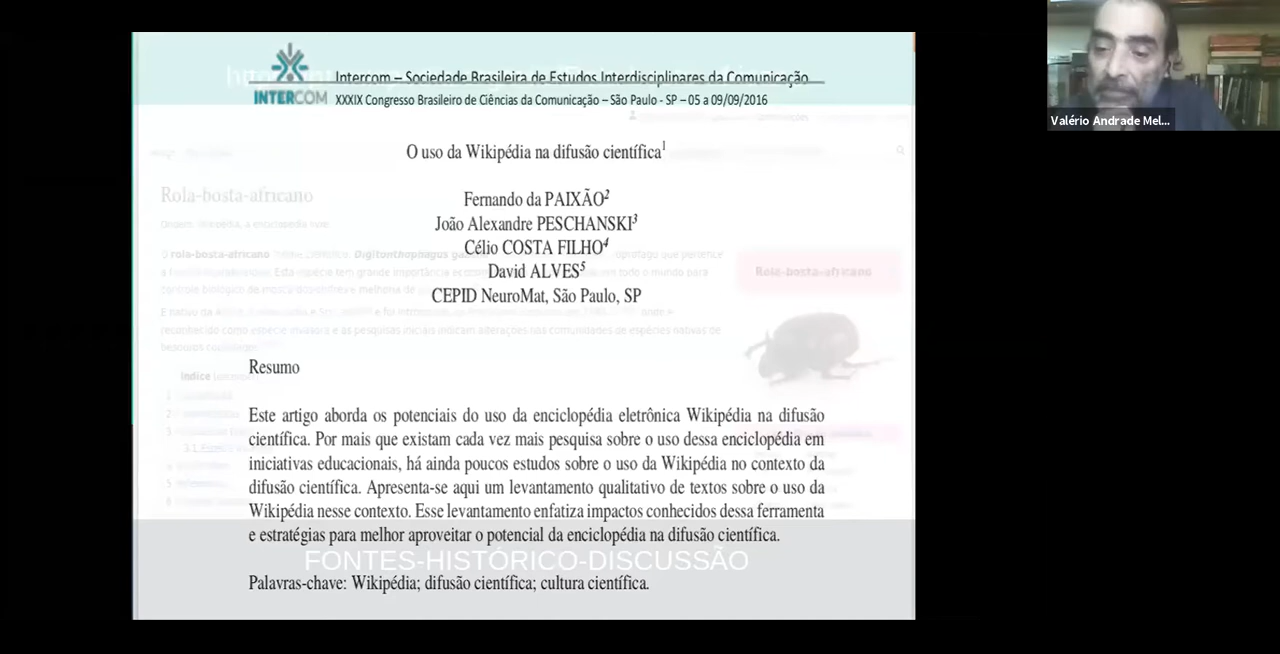 INTERCOM
Intercom – Sociedade Brasileira de Estudos Interdisciplinares da Comunicação
XXXIX Congresso Brasileiro de Ciências da Comunicação – São Paulo - SP – 05 a 09/09/2016
O uso da Wikipédia na difusão científica¹
Fernando da PAIXÃO²
João Alexandre PESCHANSKI³
Célio COSTA FILHO⁴
David ALVES⁵
CEPID NeuroMat, São Paulo, SP
Resumo
Este artigo aborda os potenciais do uso da enciclopédia eletrônica Wikipédia na difusão
científica. Por mais que existam cada vez mais pesquisa sobre o uso dessa enciclopédia em
iniciativas educacionais, há ainda poucos estudos sobre o uso da Wikipédia no contexto da
difusão científica. Apresenta-se aqui um levantamento qualitativo de textos sobre o uso da
Wikipédia nesse contexto. Esse levantamento enfatiza impactos conhecidos dessa ferramenta
e estratégias para melhor aproveitar o potencial da enciclopédia na difusão científica.
Palavras-chave: Wikipédia; difusão científica; cultura científica.
FONTES-HISTÓRICO-DISCUSSÃO
Rola-bosta-africano
O rola-bosta-africano
Rola-bosta-africano
Índice
Valério Andrade Mel...